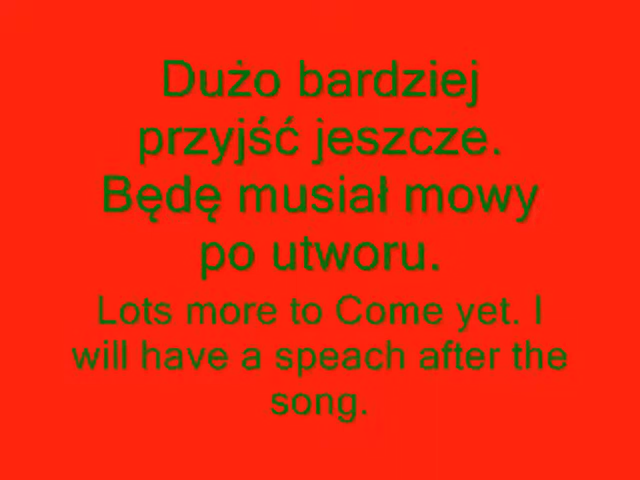 Dużo bardziej
przyjść jeszcze.
Będę musiał mowy
po utworu.
Lots more to Come yet. I
will have a speach after the
song.